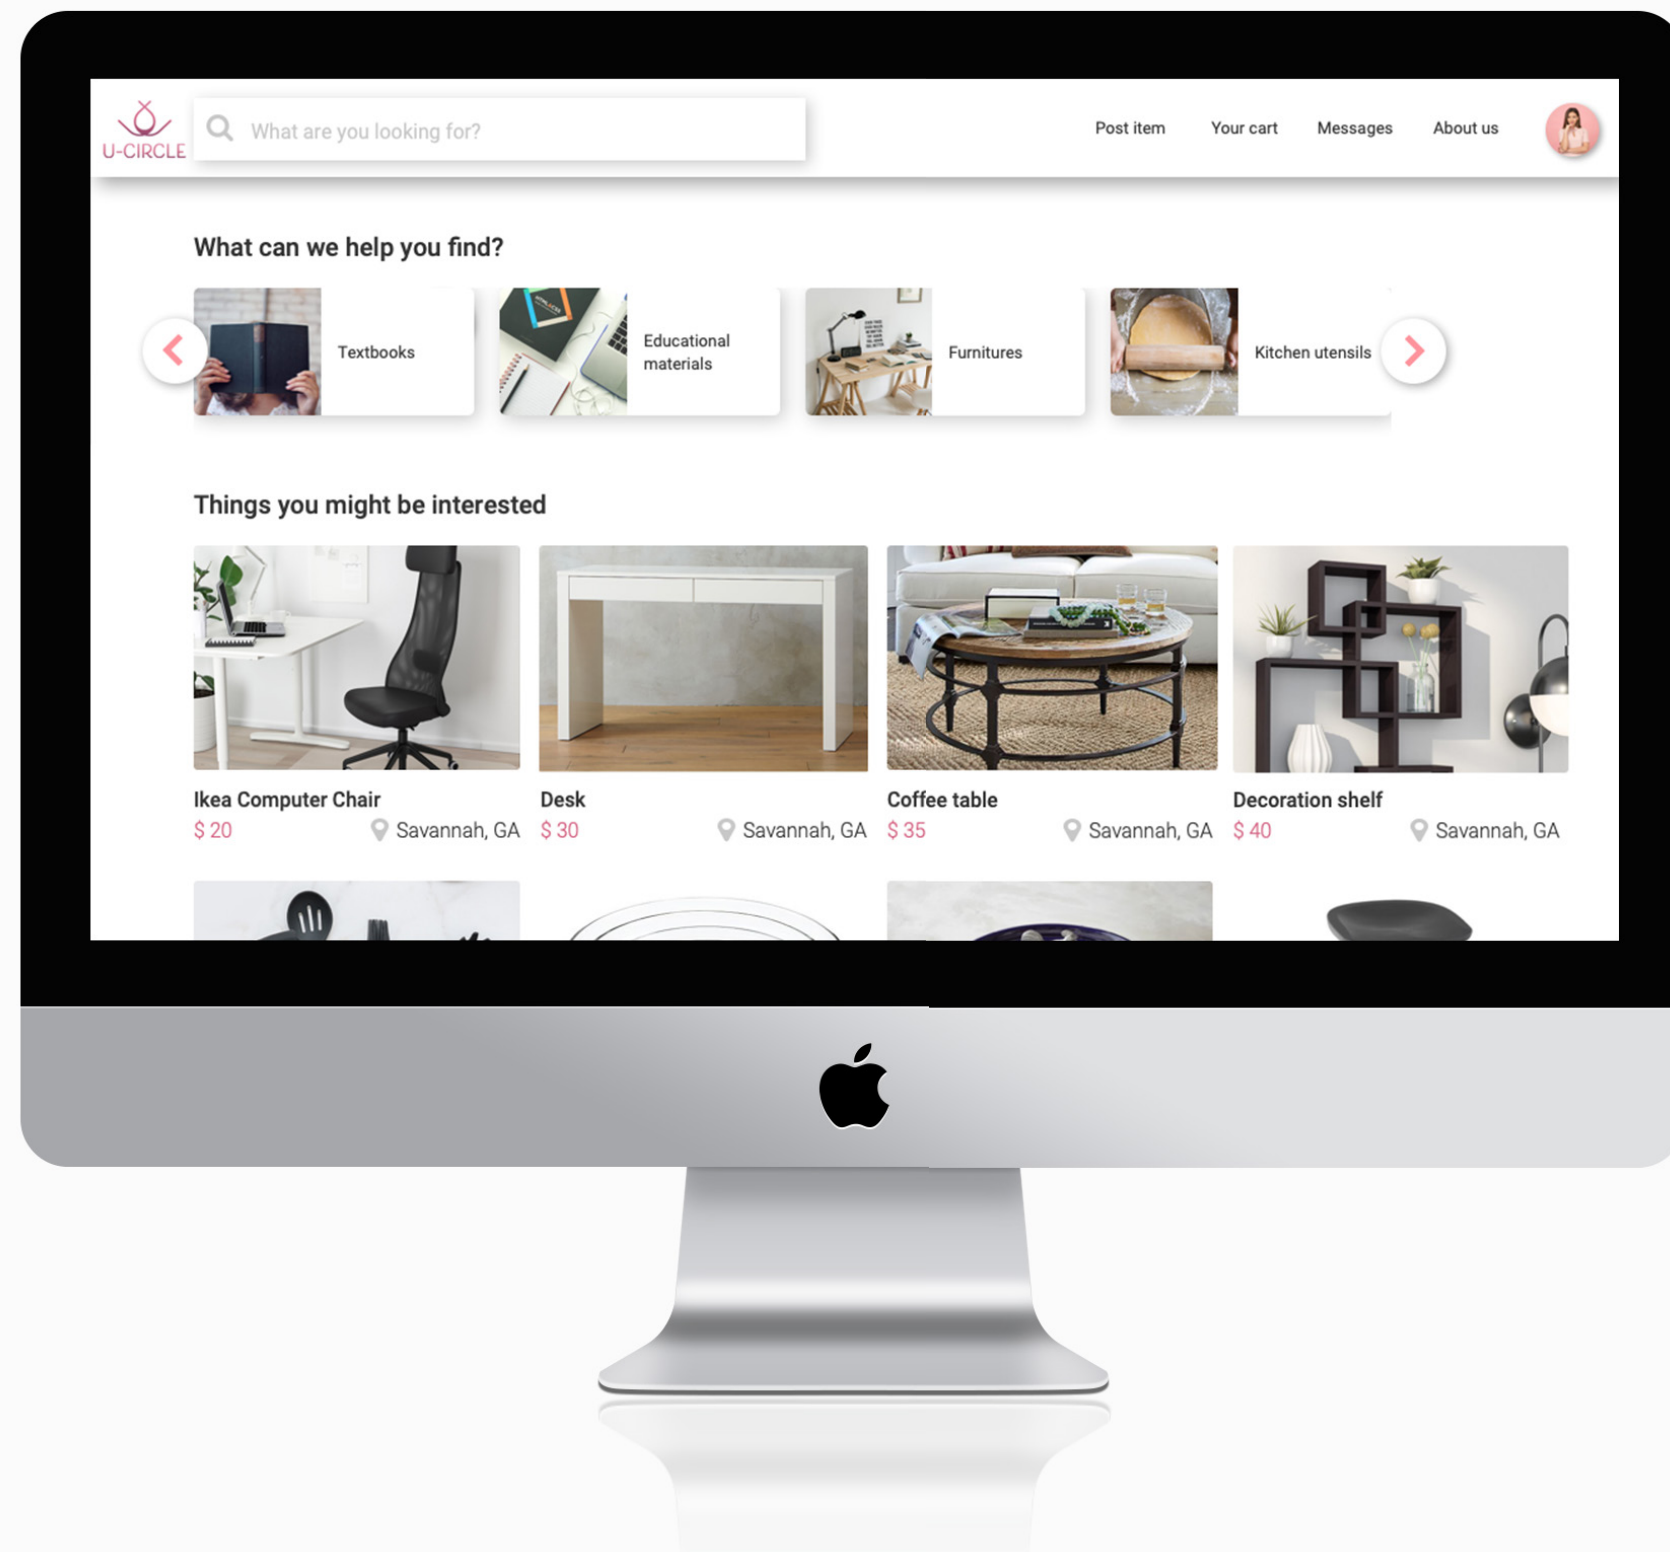 U-CIRCLE
What are you looking for?
Post item
Your cart
Messages
About us
What can we help you find?
Textbooks
Educational
materials
Furnitures
Kitchen utensils
Things you might be interested
Ikea Computer Chair
$ 20
Savannah, GA
Desk
$ 30
Savannah, GA
Coffee table
$ 35
Savannah, GA
Decoration shelf
$ 40
Savannah, GA